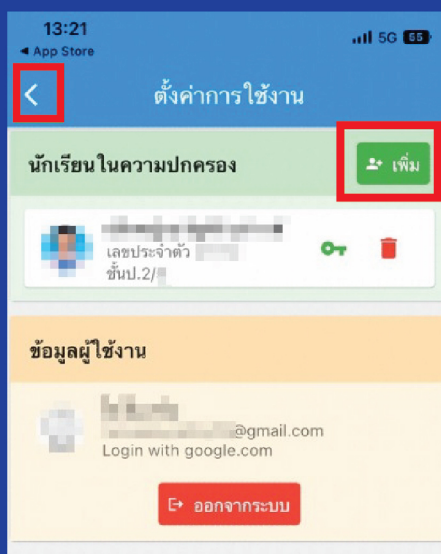 13:21
5G 55
◀ App Store
ตั้งค่าการใช้งาน
นักเรียนในความปกครอง
เพิ่ม
เลขประจำตัว
ชั้นป.2/
ข้อมูลผู้ใช้งาน
@gmail.com
Login with google.com
ออกจากระบบ